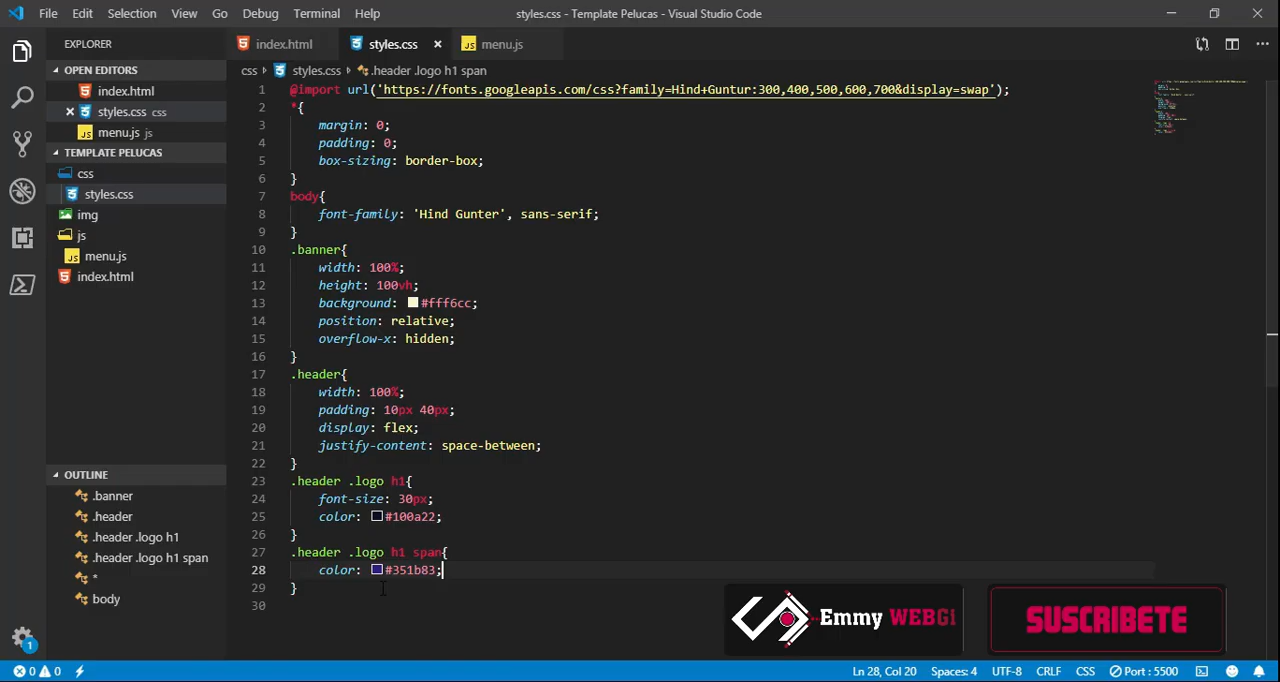 File Edit Selection View Go Debug Terminal Help
styles.css - Template Pelucas - Visual Studio Code
EXPLORER
OPEN EDITORS
index.html
styles.css css
menu.js js
TEMPLATE PELUCAS
css
styles.css
img
js
menu.js
index.html
OUTLINE
.banner
.header
.header .logo h1
.header .logo h1 span
*
body
index.html styles.css menu.js
css styles.css .header .logo h1 span
1 @import url('https://fonts.googleapis.com/css?family=Hind+Guntur:300,400,500,600,700&display=swap');
2 *{
3 margin: 0;
4 padding: 0;
5 box-sizing: border-box;
6 }
7 body{
8 font-family: 'Hind Gunter', sans-serif;
9 }
10 .banner{
11 width: 100%;
12 height: 100vh;
13 background: #fff6cc;
14 position: relative;
15 overflow-x: hidden;
16 }
17 .header{
18 width: 100%;
19 padding: 10px 40px;
20 display: flex;
21 justify-content: space-between;
22 }
23 .header .logo h1{
24 font-size: 30px;
25 color: #100a22;
26 }
27 .header .logo h1 span{
28 color: #351b83;
29 }
30
Emmy WEBGi
SUSCRIBETE
1
0 0
Ln 28, Col 20 Spaces: 4 UTF-8 CRLF CSS Port : 5500